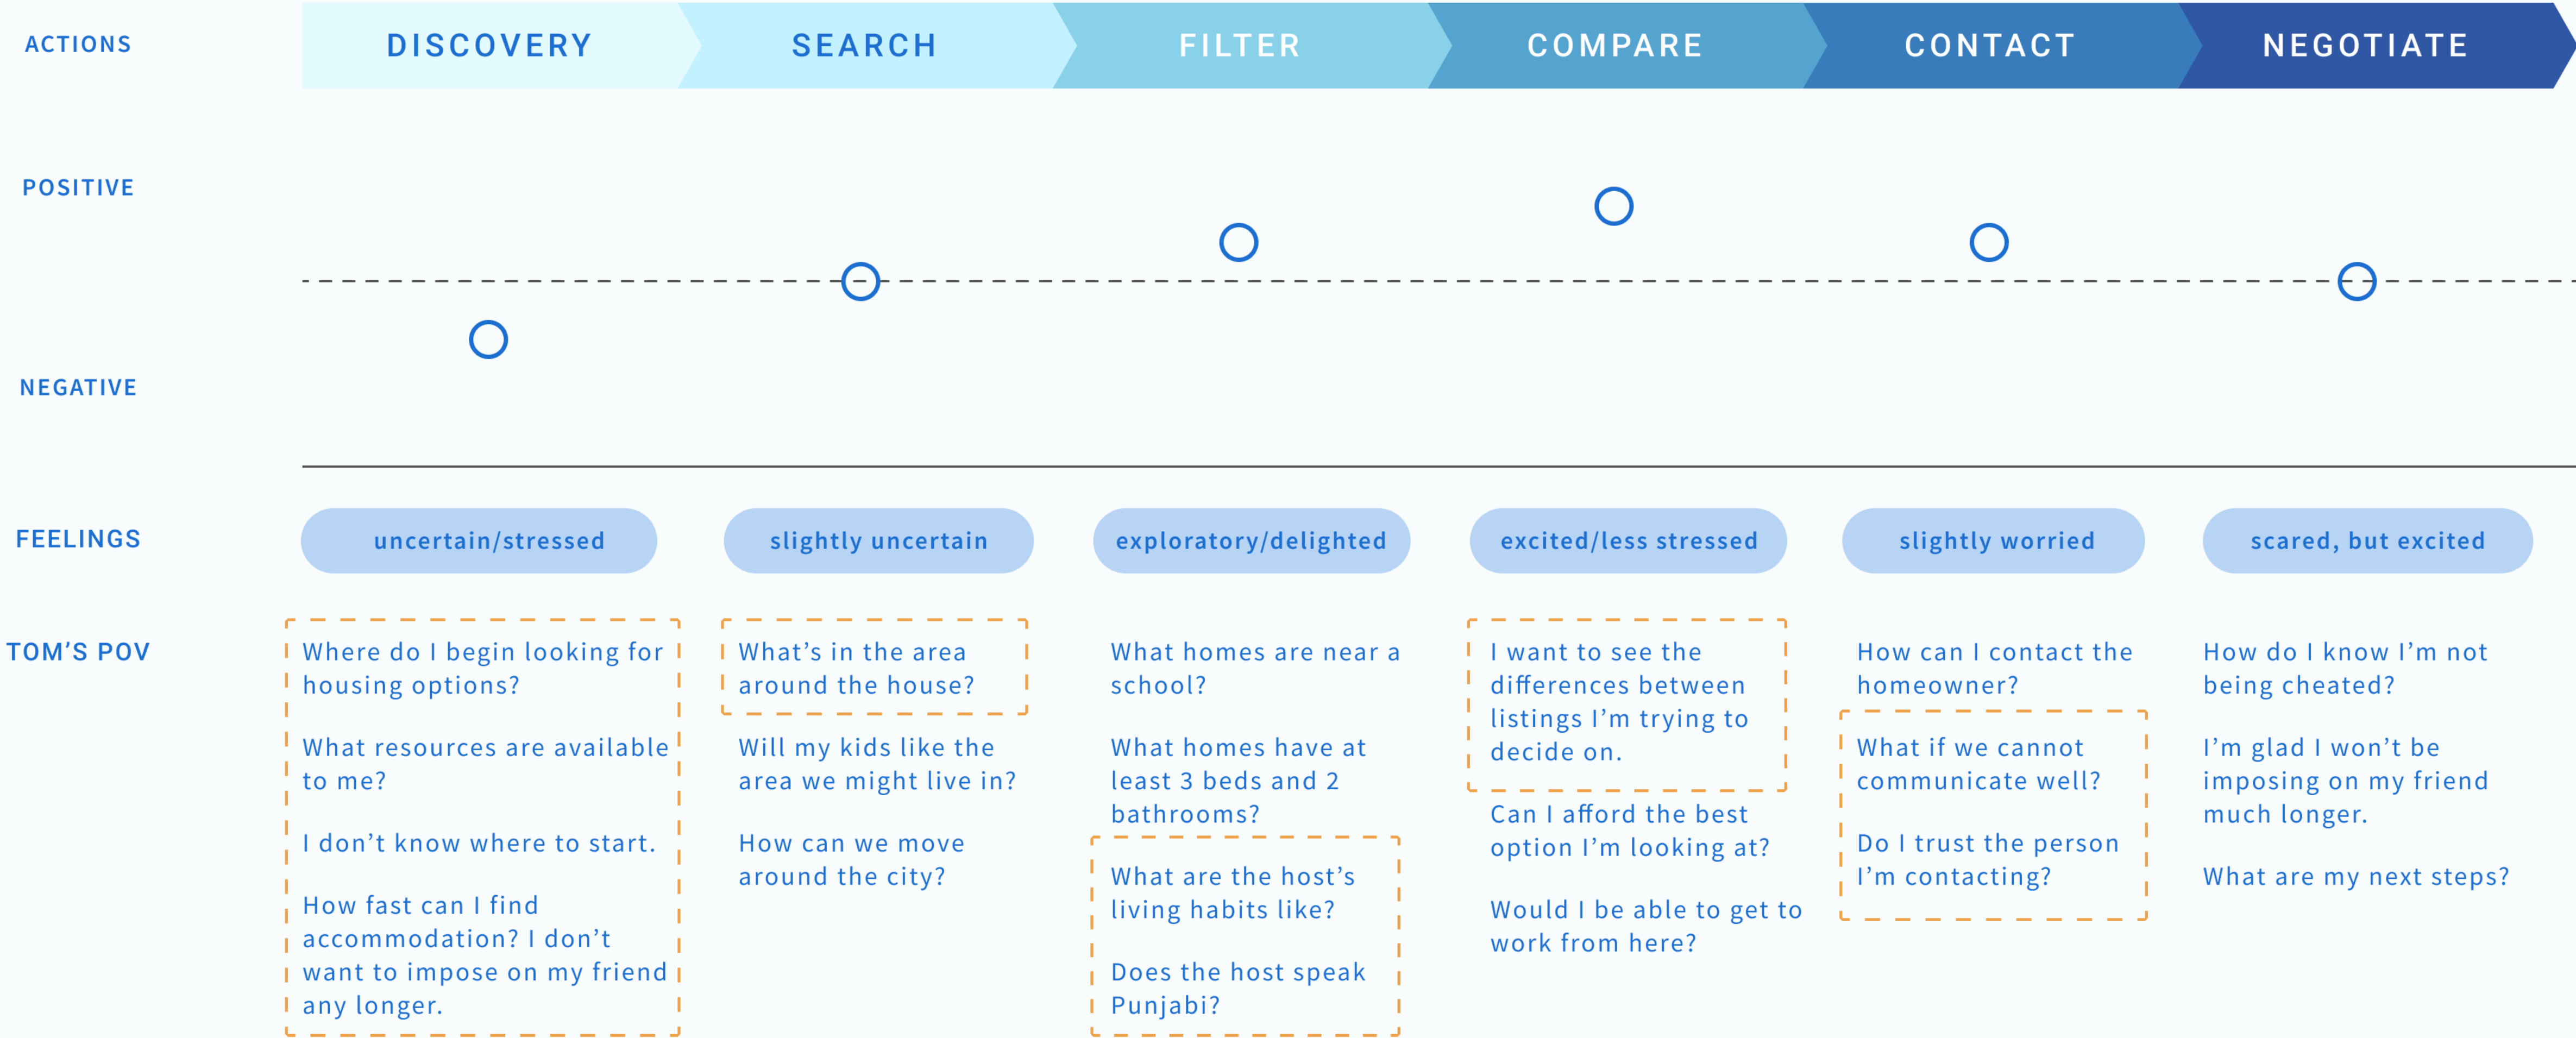 ACTIONS
DISCOVERY
SEARCH
FILTER
COMPARE
CONTACT
NEGOTIATE
POSITIVE
NEGATIVE
FEELINGS
uncertain/stressed
slightly uncertain
exploratory/delighted
excited/less stressed
slightly worried
scared, but excited
TOM’S POV
Where do I begin looking for
housing options?
What resources are available
to me?
I don’t know where to start.
How fast can I find
accommodation? I don’t
want to impose on my friend
any longer.
What’s in the area
around the house?
Will my kids like the
area we might live in?
How can we move
around the city?
What homes are near a
school?
What homes have at
least 3 beds and 2
bathrooms?
What are the host’s
living habits like?
Does the host speak
Punjabi?
I want to see the
differences between
listings I’m trying to
decide on.
Can I afford the best
option I’m looking at?
Would I be able to get to
work from here?
How can I contact the
homeowner?
What if we cannot
communicate well?
Do I trust the person
I’m contacting?
How do I know I’m not
being cheated?
I’m glad I won’t be
imposing on my friend
much longer.
What are my next steps?